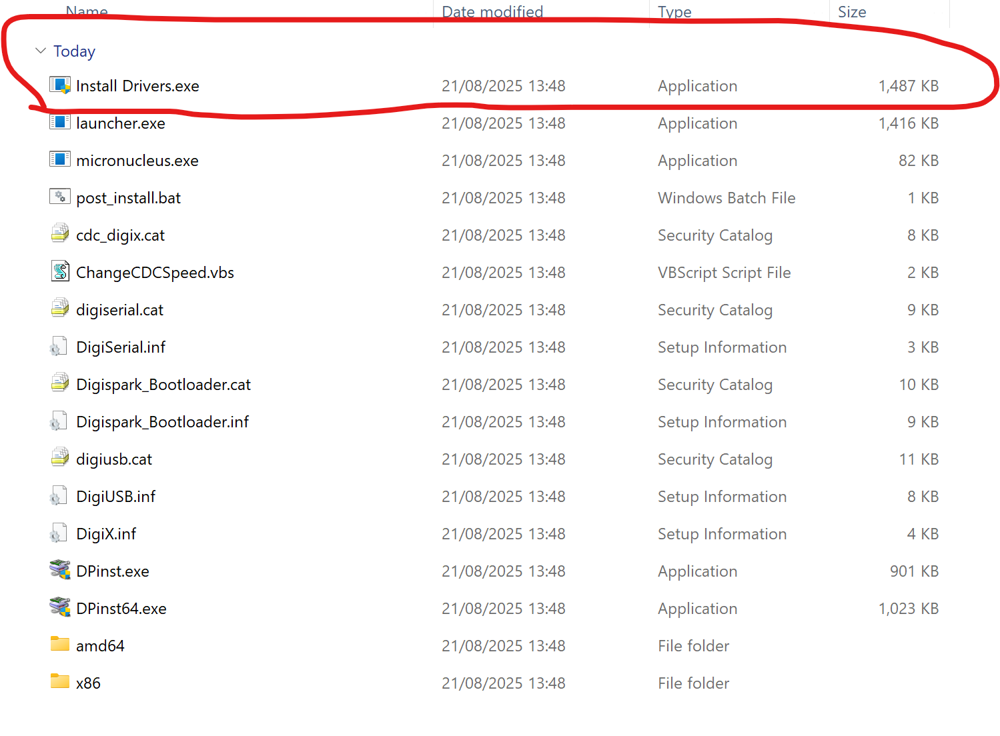 Name Date modified Type Size
Today
Install Drivers.exe 21/08/2025 13:48 Application 1,487 KB
launcher.exe 21/08/2025 13:48 Application 1,416 KB
micronucleus.exe 21/08/2025 13:48 Application 82 KB
post_install.bat 21/08/2025 13:48 Windows Batch File 1 KB
cdc_digix.cat 21/08/2025 13:48 Security Catalog 8 KB
ChangeCDCSpeed.vbs 21/08/2025 13:48 VBScript Script File 2 KB
digiserial.cat 21/08/2025 13:48 Security Catalog 9 KB
DigiSerial.inf 21/08/2025 13:48 Setup Information 3 KB
Digispark_Bootloader.cat 21/08/2025 13:48 Security Catalog 10 KB
Digispark_Bootloader.inf 21/08/2025 13:48 Setup Information 9 KB
digiusb.cat 21/08/2025 13:48 Security Catalog 11 KB
DigiUSB.inf 21/08/2025 13:48 Setup Information 8 KB
DigiX.inf 21/08/2025 13:48 Setup Information 4 KB
DPinst.exe 21/08/2025 13:48 Application 901 KB
DPinst64.exe 21/08/2025 13:48 Application 1,023 KB
amd64 21/08/2025 13:48 File folder
x86 21/08/2025 13:48 File folder